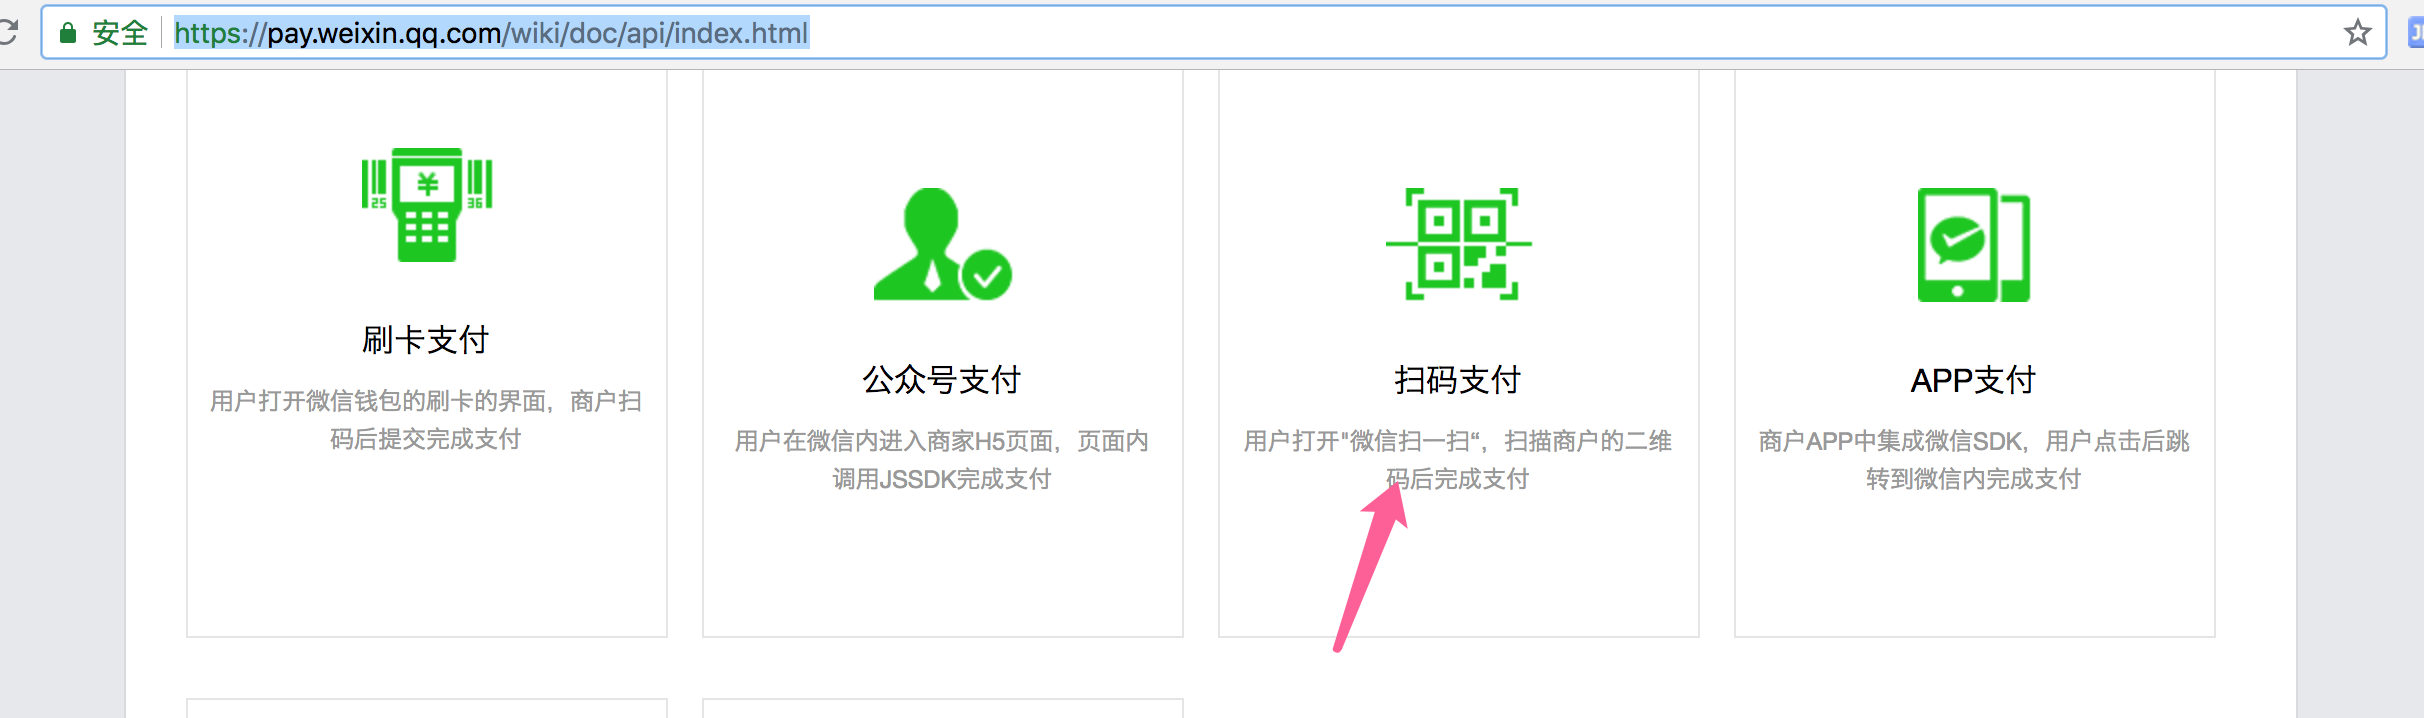 安全 https://pay.weixin.qq.com/wiki/doc/api/index.html
¥
25 36
刷卡支付
用户打开微信钱包的刷卡的界面，商户扫
码后提交完成支付
公众号支付
用户在微信内进入商家H5页面，页面内
调用JSSDK完成支付
扫码支付
用户打开"微信扫一扫“，扫描商户的二维
码后完成支付
APP支付
商户APP中集成微信SDK，用户点击后跳
转到微信内完成支付